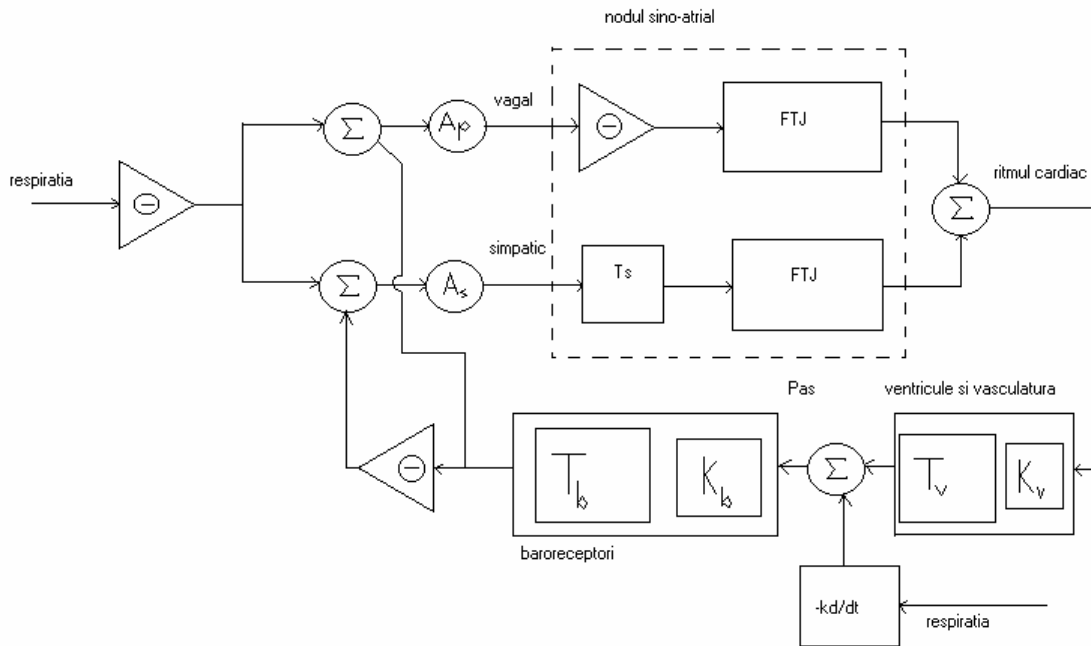 nodul sino-atrial
vagal
Σ
Ap
⊖
FTJ
respiratia
⊖
ritmul cardiac
Σ
simpatic
Σ
As
Ts
FTJ
Pas
ventricule si vasculatura
⊖
Tb
Kb
Σ
Tv
Kv
baroreceptori
-kd/dt
respiratia